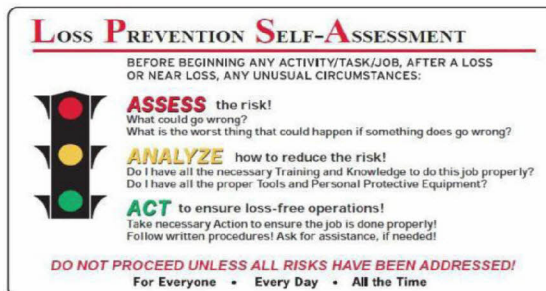 LOSS PREVENTION SELF-ASSESSMENT
BEFORE BEGINNING ANY ACTIVITY/TASK/JOB, AFTER A LOSS
OR NEAR LOSS, ANY UNUSUAL CIRCUMSTANCES:
ASSESS the risk!
What could go wrong?
What is the worst thing that could happen if something does go wrong?
ANALYZE how to reduce the risk!
Do I have all the necessary Training and Knowledge to do this job properly?
Do I have all the proper Tools and Personal Protective Equipment?
ACT to ensure loss-free operations!
Take necessary Action to ensure the job is done properly!
Follow written procedures! Ask for assistance, if needed!
DO NOT PROCEED UNLESS ALL RISKS HAVE BEEN ADDRESSED!
For Everyone • Every Day • All the Time